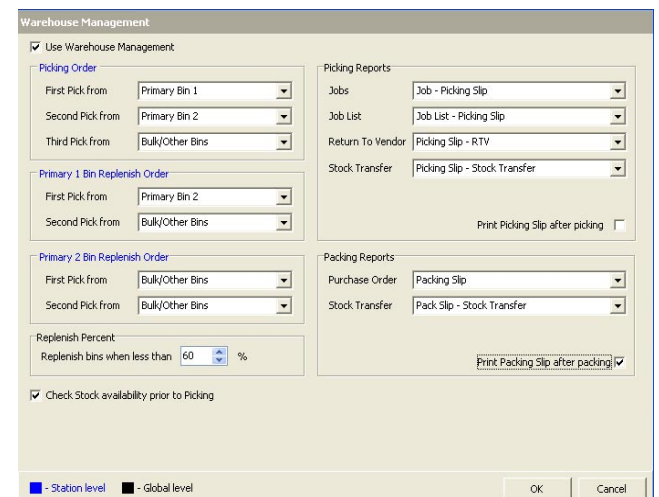 Warehouse Management
Use Warehouse Management
Picking Order
First Pick from Primary Bin 1
Second Pick from Primary Bin 2
Third Pick from Bulk/Other Bins
Primary 1 Bin Replenish Order
First Pick from Primary Bin 2
Second Pick from Bulk/Other Bins
Primary 2 Bin Replenish Order
First Pick from Bulk/Other Bins
Second Pick from Bulk/Other Bins
Replenish Percent
Replenish bins when less than 60 %
Check Stock availability prior to Picking
Picking Reports
Jobs Job - Picking Slip
Job List Job List - Picking Slip
Return To Vendor Picking Slip - RTV
Stock Transfer Picking Slip - Stock Transfer
Print Picking Slip after picking
Packing Reports
Purchase Order Packing Slip
Stock Transfer Pack Slip - Stock Transfer
Print Packing Slip after packing
- Station level - Global level
OK Cancel